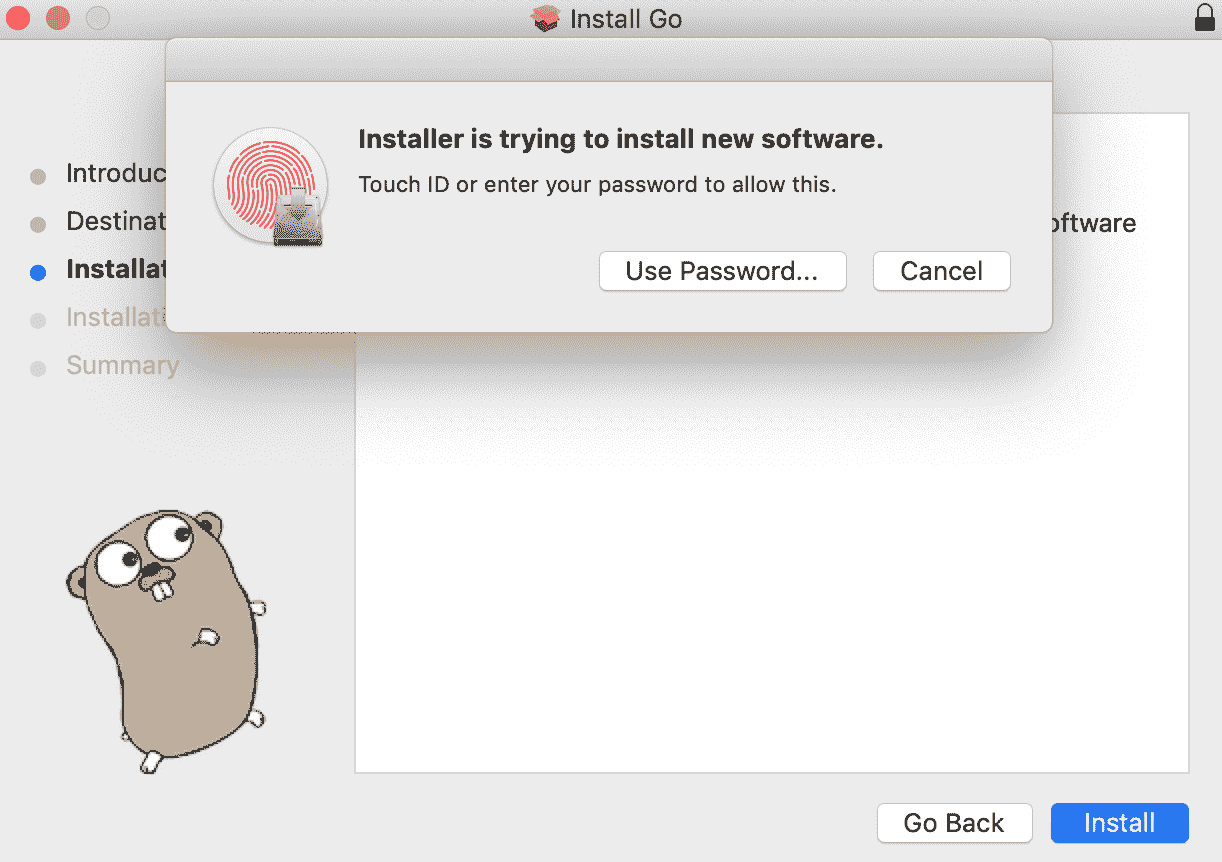 Install Go
Installer is trying to install new software.
Touch ID or enter your password to allow this.
Use Password...
Cancel
Introduc
Destinat
Installat
Installati
Summary
oftware
Go Back
Install